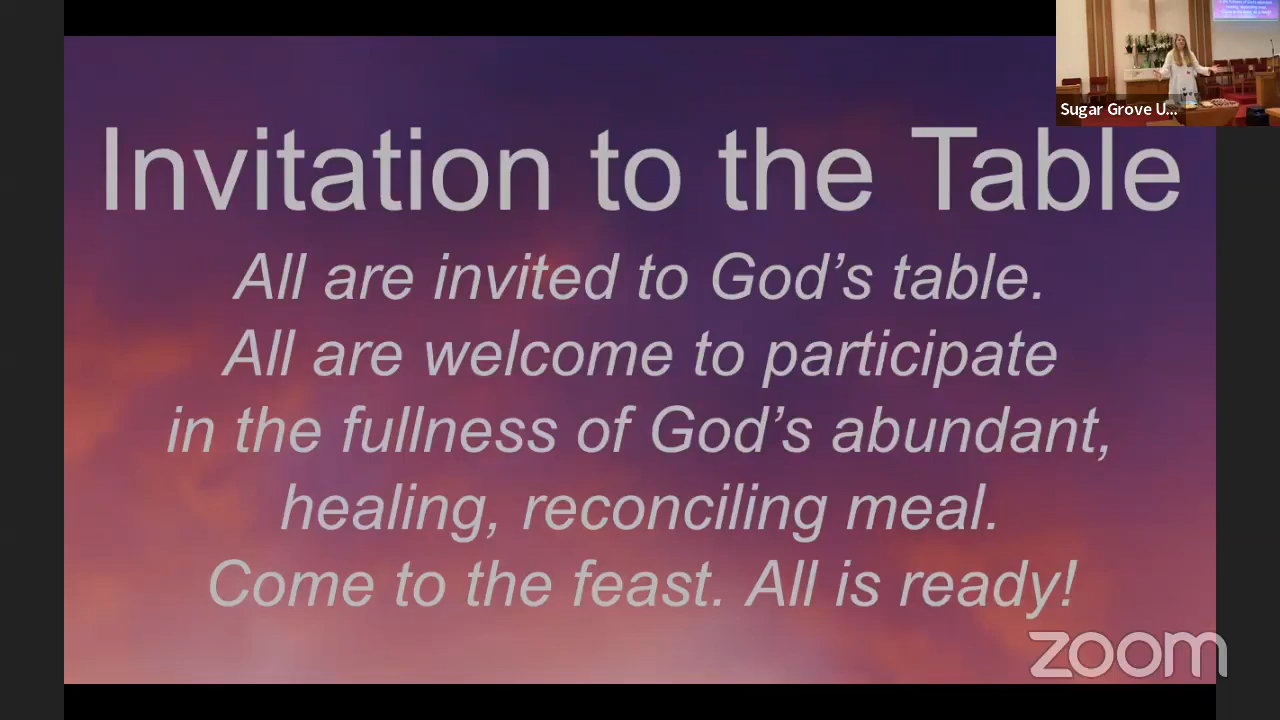 Invitation to the Table
All are invited to God’s table.
All are welcome to participate
in the fullness of God’s abundant,
healing, reconciling meal.
Come to the feast. All is ready!
Sugar Grove U...
zoom